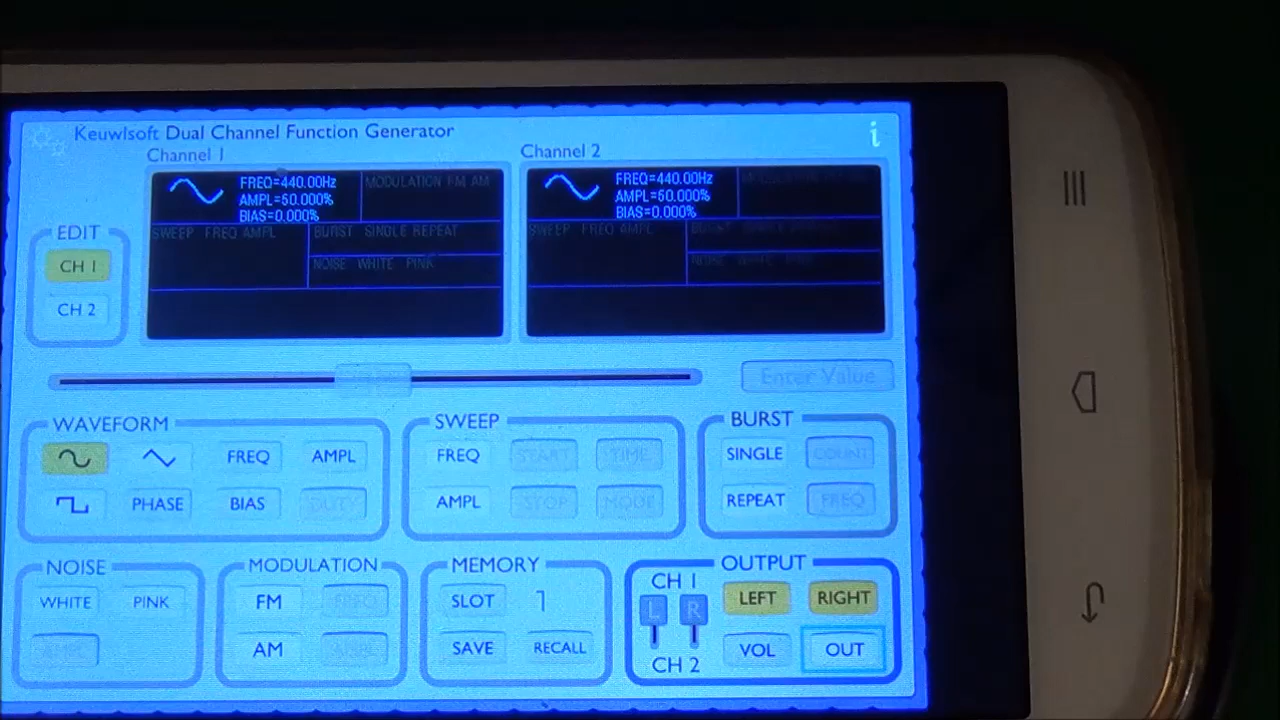 Keuwlsoft Dual Channel Function Generator
i
Channel 1
Channel 2
FREQ=440.00Hz
AMPL=50.000%
BIAS=0.000%
MODULATION FM AM
SWEEP FREQ AMPL
BURST SINGLE REPEAT
NOISE WHITE PINK
FREQ=440.00Hz
AMPL=50.000%
BIAS=0.000%
SWEEP FREQ AMPL
EDIT
CH 1
CH 2
Enter Value
WAVEFORM
FREQ AMPL
PHASE BIAS DUTY
SWEEP
FREQ START TIME
AMPL STOP MODE
BURST
SINGLE COUNT
REPEAT FREQ
NOISE
WHITE PINK
AMPL
MODULATION
FM FREQ
AM
MEMORY
SLOT 1
SAVE RECALL
OUTPUT
CH 1
L R
CH 2
LEFT RIGHT
VOL OUT